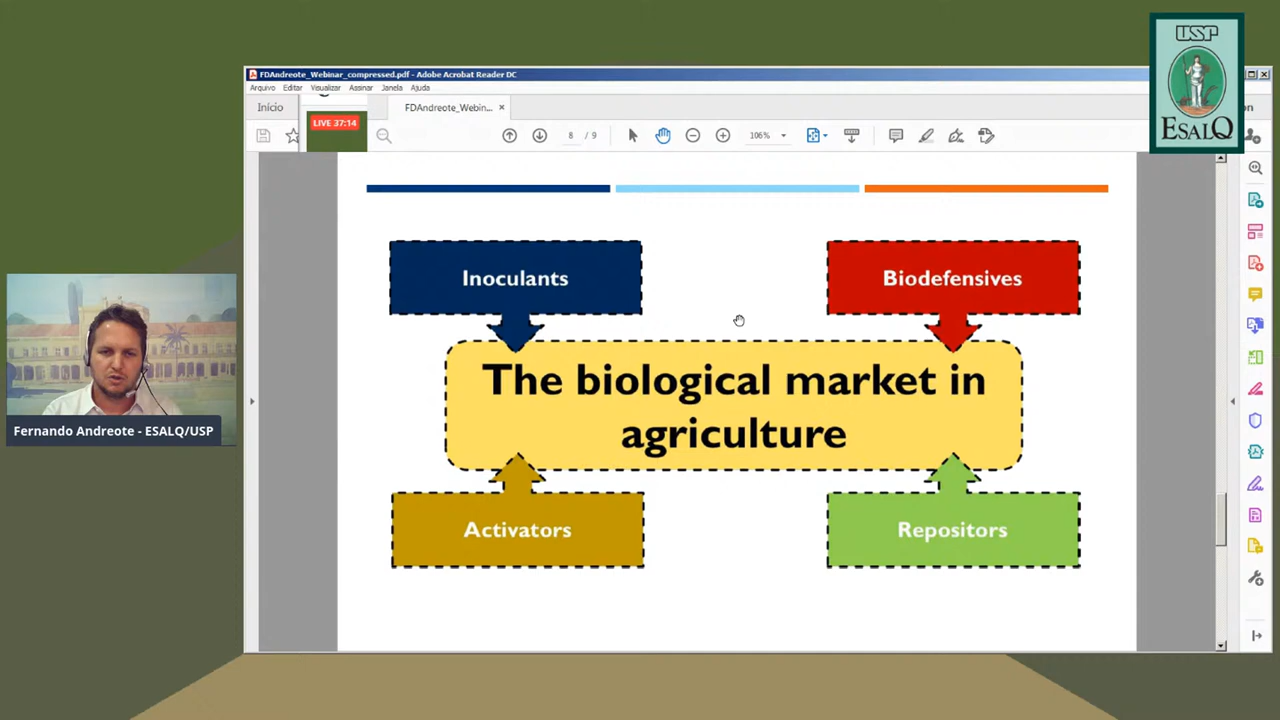 USP
ESALQ
FDAndreote_Webinar_compressed.pdf - Adobe Acrobat Reader DC
Arquivo Editar Visualizar Assinar Janela Ajuda
Início
FDAndreote_Webin... ×
LIVE 37:14
8 / 9
106%
Inoculants
Biodefensives
The biological market in
agriculture
Activators
Repositors
Fernando Andreote - ESALQ/USP